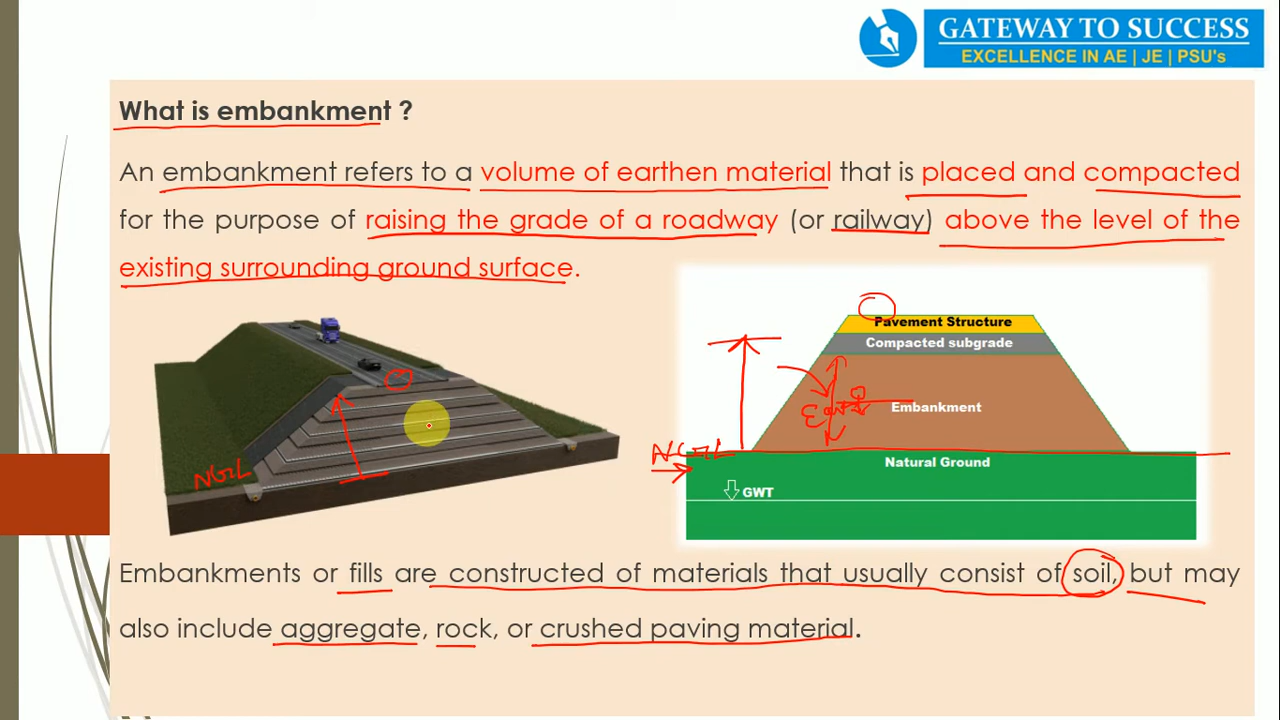 GATEWAY TO SUCCESS
EXCELLENCE IN AE | JE | PSU's
What is embankment ?
An embankment refers to a volume of earthen material that is placed and compacted
for the purpose of raising the grade of a roadway (or railway) above the level of the
existing surrounding ground surface.
Pavement Structure
Compacted subgrade
Embankment
NGL
NGL
Natural Ground
GWT
Embankments or fills are constructed of materials that usually consist of soil, but may
also include aggregate, rock, or crushed paving material.